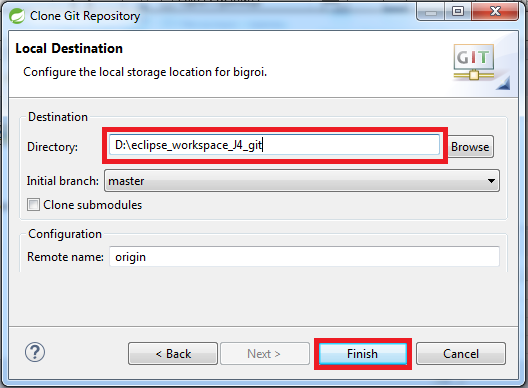 Clone Git Repository
Local Destination
Configure the local storage location for bigroi.
GIT
Destination
Directory: D:\eclipse_workspace_J4_git Browse
Initial branch: master
Clone submodules
Configuration
Remote name: origin
? < Back Next > Finish Cancel